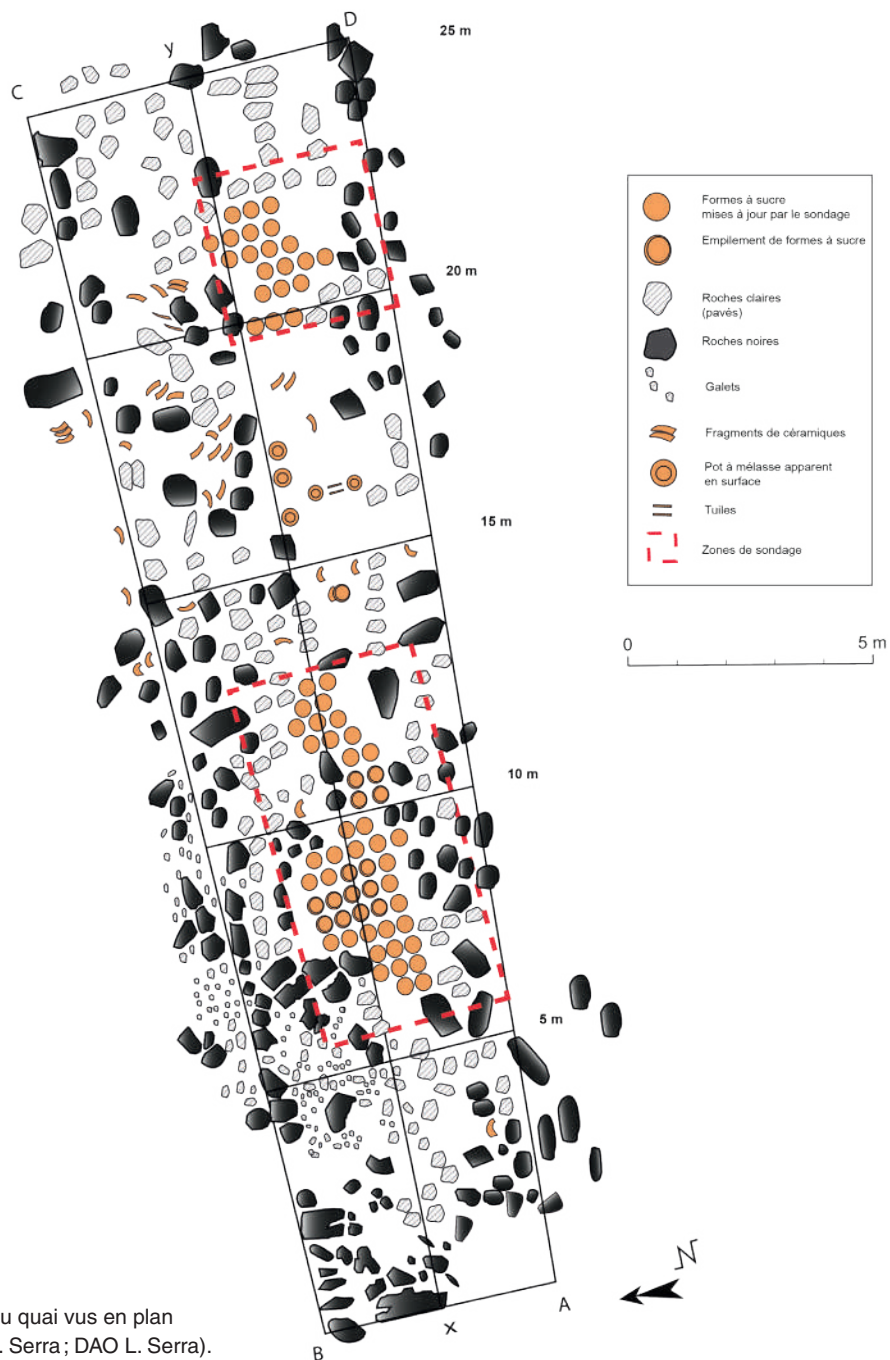 D
25 m
y
C
20 m
15 m
10 m
5 m
A
x
B
N
Formes à sucre
mises à jour par le sondage
Empilement de formes à sucre
Roches claires
(pavés)
Roches noires
Galets
Fragments de céramiques
Pot à mélasse apparent
en surface
Tuiles
Zones de sondage
0 5 m
u quai vus en plan
. Serra ; DAO L. Serra).